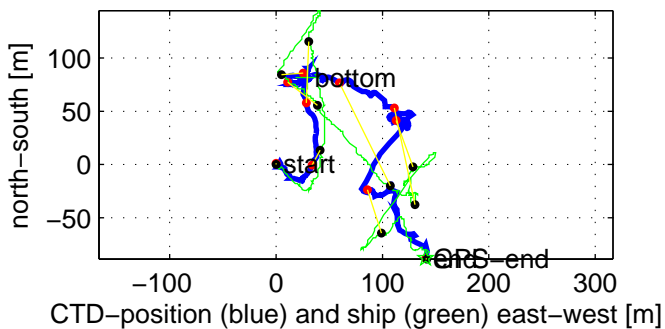 north−south [m]
100
50
0
−50
bottom
start
end
GPS−end
−100
0
100
200
300
CTD−position (blue) and ship (green) east−west [m]